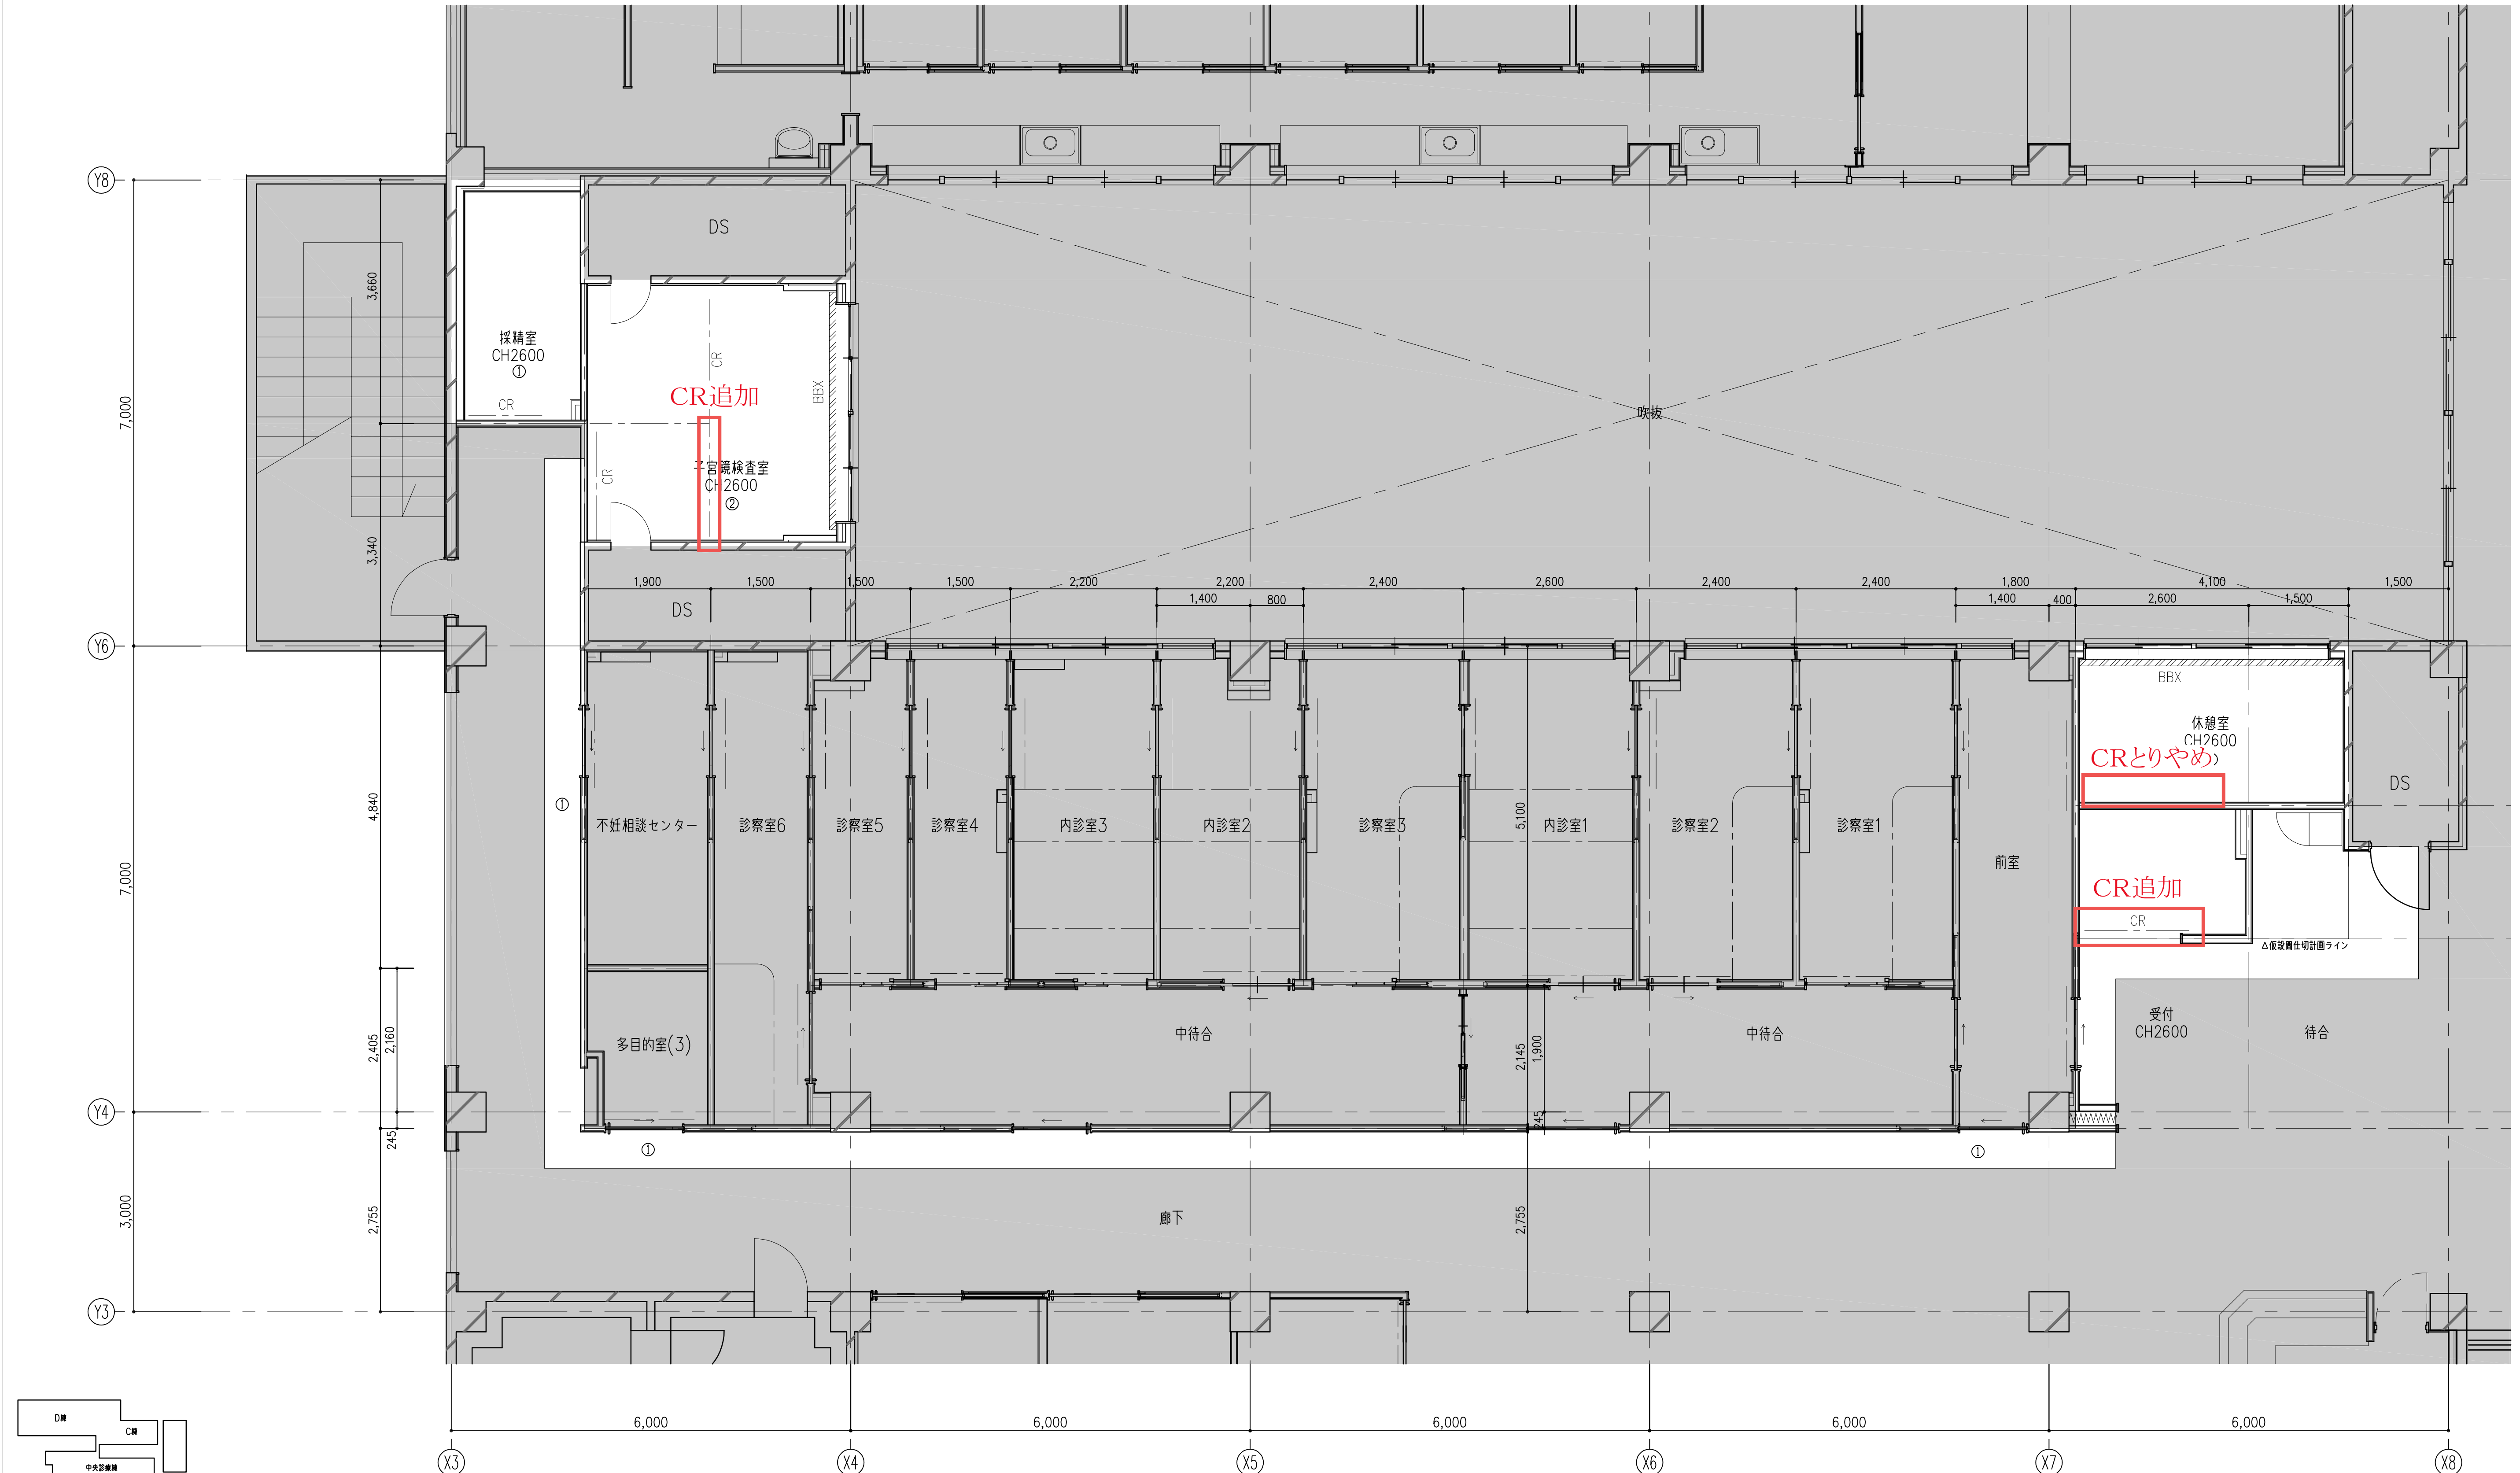 Y8
DS
3,660
採精室
CH2600
①
CR
CR
BBX
CR追加
7,000
吹抜
CR
子宮鏡検査室
CH2600
②
3,340
1,900
1,500
1,500
1,500
2,200
2,200
2,400
2,600
2,400
2,400
1,800
4,100
1,500
DS
1,400
800
1,400
400
2,600
1,500
Y6
BBX
休憩室
CH2600
CRとりやめ)
DS
4,840
①
5,100
不妊相談センター
診察室6
診察室5
診察室4
内診室3
内診室2
診察室3
内診室1
診察室2
診察室1
前室
7,000
CR追加
CR
△仮設間仕切計画ライン
2,405
2,160
多目的室(3)
中待合
2,145
1,900
中待合
受付
CH2600
待合
Y4
245
245
①
①
3,000
2,755
廊下
2,755
Y3
D棟
C棟
中央診療棟
6,000
6,000
6,000
6,000
6,000
X3
X4
X5
X6
X7
X8